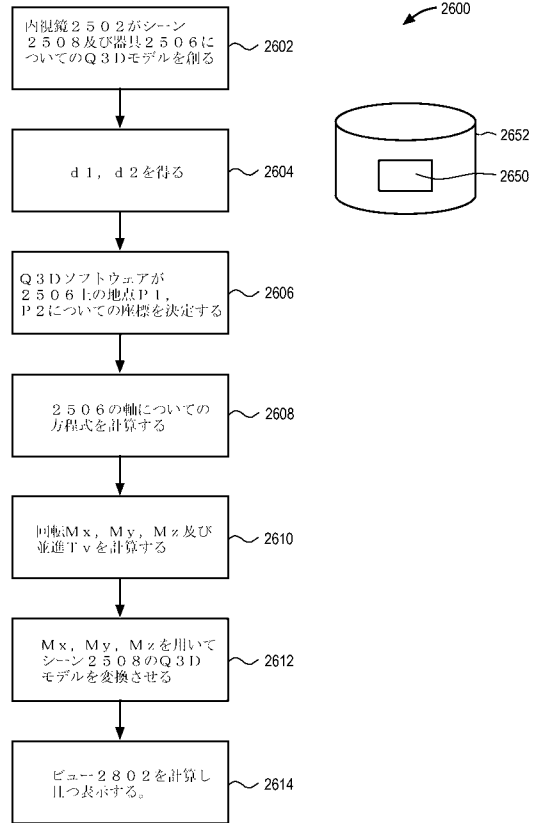 2600
内視鏡２５０２がシーン
２５０８及び器具２５０６に
ついてのＱ３Ｄモデルを創る
2602
2652
2650
ｄ１，ｄ２を得る
2604
Ｑ３Ｄソフトウェアが
２５０６上の地点Ｐ１，
Ｐ２についての座標を決定する
2606
２５０６の軸についての
方程式を計算する
2608
回転Ｍｘ，Ｍｙ，Ｍｚ及び
並進Ｔｖを計算する
2610
Ｍｘ，Ｍｙ，Ｍｚを用いて
シーン２５０８のＱ３Ｄ
モデルを変換させる
2612
ビュー２８０２を計算し
且つ表示する。
2614